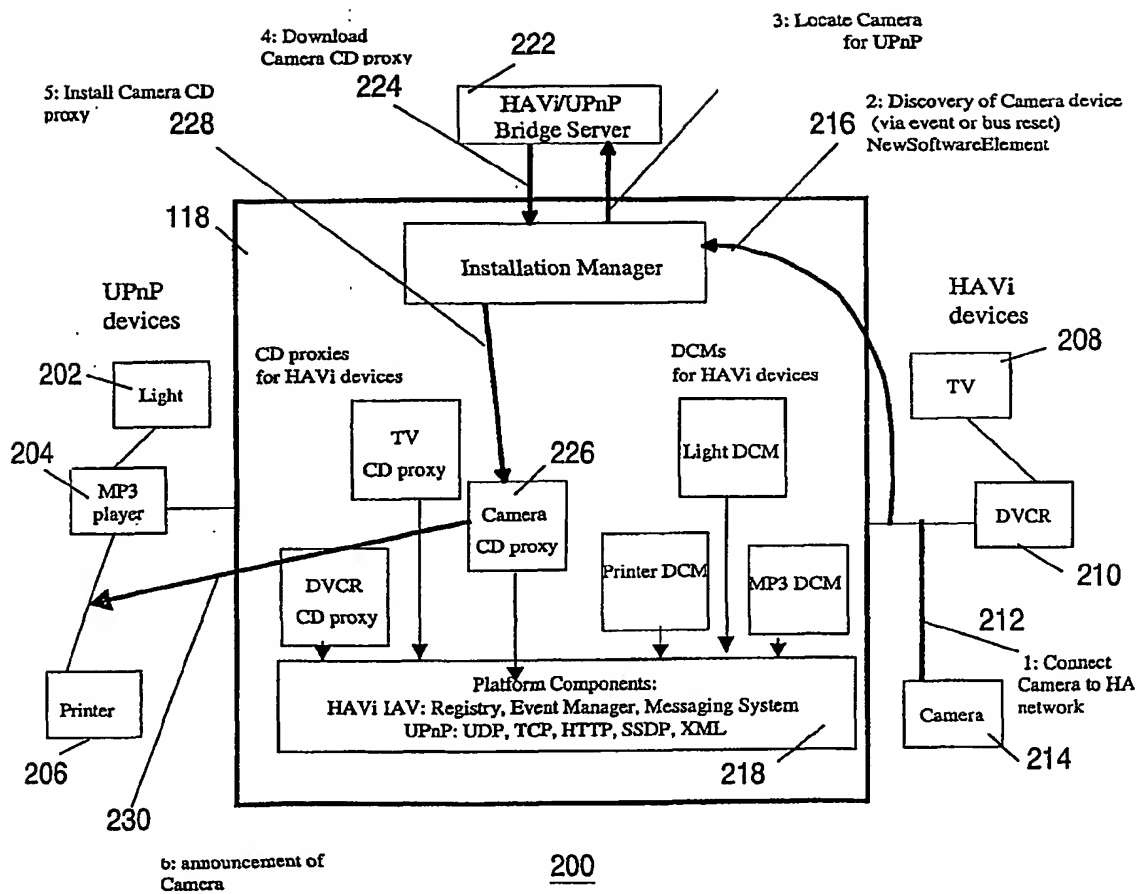 4: Download
Camera CD proxy
224
222
3: Locate Camera
for UPnP
5: Install Camera CD
proxy
228
HAVi/UPnP
Bridge Server
216
2: Discovery of Camera device
(via event or bus reset)
NewSoftwareElement
118
Installation Manager
UPnP
devices
HAVi
devices
202
Light
CD proxies
for HAVi devices
DCMs
for HAVi devices
208
TV
204
MP3
player
TV
CD proxy
226
Camera
CD proxy
Light DCM
DVCR
210
DVCR
CD proxy
Printer DCM
MP3 DCM
212
1: Connect
Camera to HA
network
Printer
206
Platform Components:
HAVi IAV: Registry, Event Manager, Messaging System
UPnP: UDP, TCP, HTTP, SSDP, XML
218
Camera
214
230
6: announcement of
Camera
200